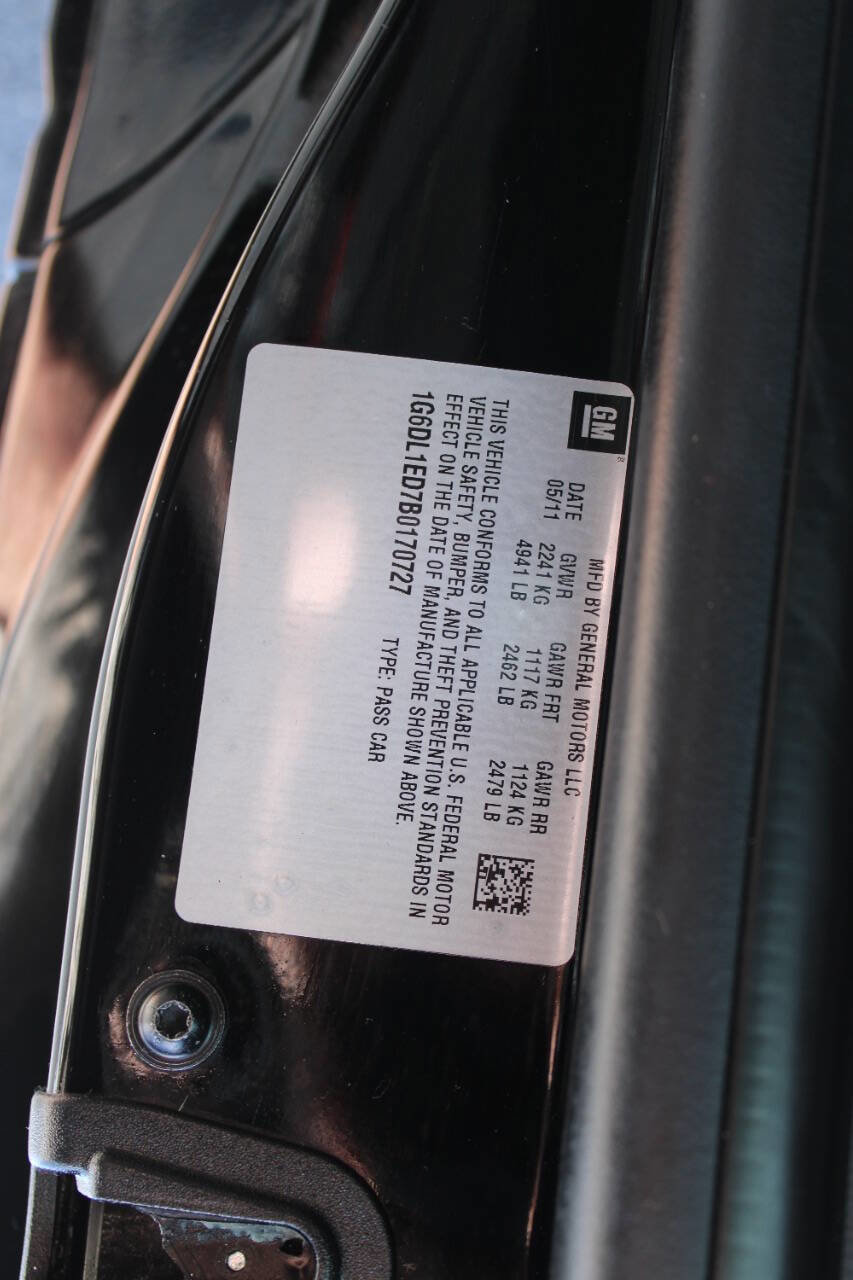 GM
®
MFD BY GENERAL MOTORS LLC
DATE GVWR GAWR FRT GAWR RR
05/11 2241 KG 1117 KG 1124 KG
4941 LB 2462 LB 2479 LB
THIS VEHICLE CONFORMS TO ALL APPLICABLE U.S. FEDERAL MOTOR
VEHICLE SAFETY, BUMPER, AND THEFT PREVENTION STANDARDS IN
EFFECT ON THE DATE OF MANUFACTURE SHOWN ABOVE.
1G6DL1ED7B0170727 TYPE: PASS CAR